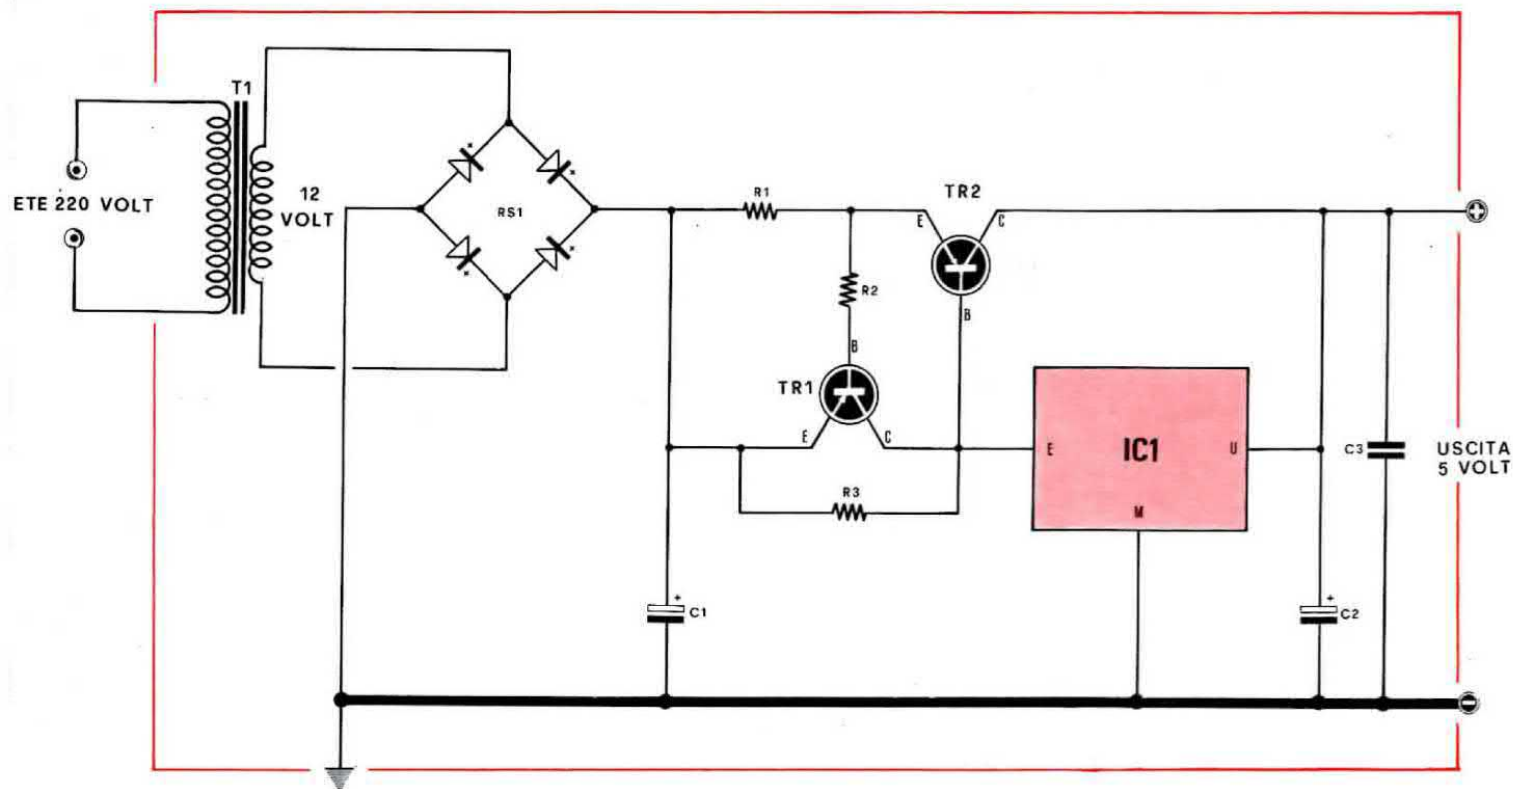 T1
ETE 220 VOLT
12
VOLT
RS1
R1
TR2
E
C
R2
B
B
TR1
E
C
R3
E
IC1
U
M
C3
USCITA
5 VOLT
+
C1
+
C2